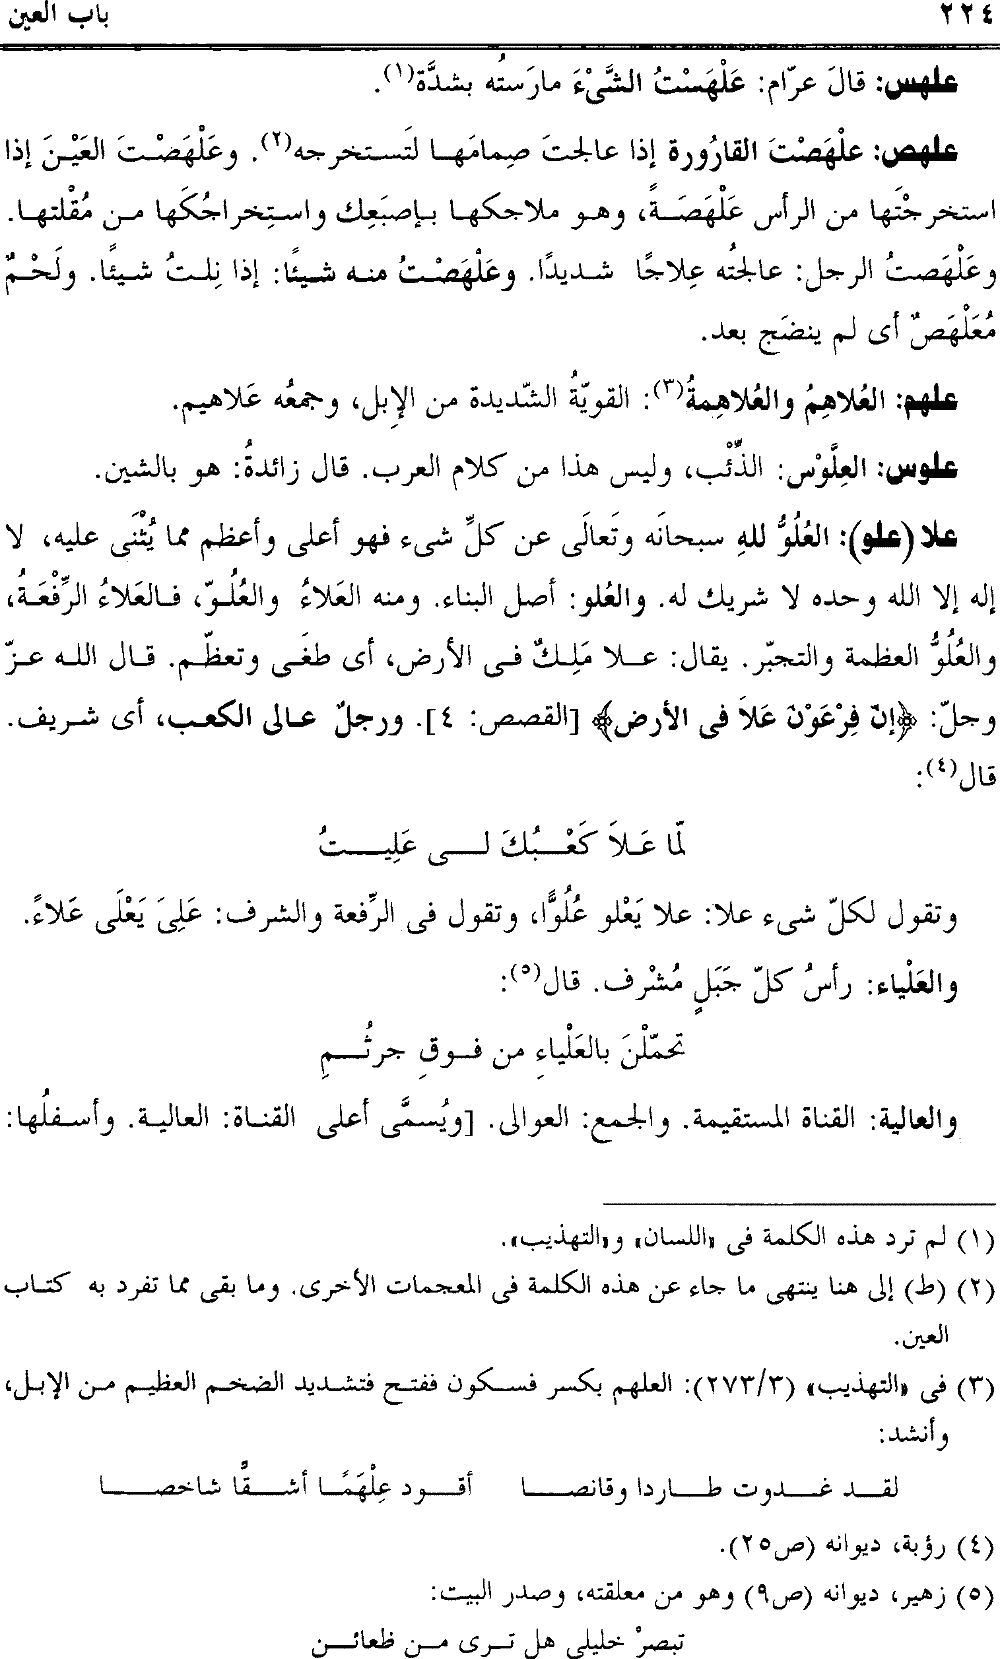 ٢٢٤
باب العين
علهس: قالَ عرّام: عَلْهَسْتُ الشَّىْءَ مارَستُه بشدَّة(١).
علهص: علْهَصْتَ القارُورة إذا عالجتَ صِمامَها لتَستخرجه(٢). وعَلْهَصْتَ العَيْنَ إذا
استخرجْتَها من الرأس عَلْهَصَةً، وهو ملاجكها بإصبَعِك واستِخراجُكَها من مُقْلتها.
وعَلْهَصتُ الرجل: عالجتُه عِلاجًا شديدًا. وعَلْهَصْتُ منه شيئًا: إذا نِلتُ شيئًا. ولَحْمٌ
مُعَلْهَصٌ أى لم ينضَج بعد.
علهم: العُلاهِمُ والعُلاهِمةُ(٣): القويّةُ الشّديدة من الإبِل، وجمعُه عَلاهيم.
علوس: العِلَّوْس: الذِّئْب، وليس هذا من كلام العرب. قال زائدةُ: هو بالشين.
علا (علو): العُلُوُّ للهِ سبحانَه وتَعالَى عن كلِّ شىء فهو أعلى وأعظم مما يُثْنَى عليه، لا
إله إلا الله وحده لا شريك له. والعُلو: أصل البناء. ومنه العَلاءُ والعُلُوّ، فالعَلاءُ الرِّفْعَةُ،
والعُلُوُّ العظمة والتجبّر. يقال: علا مَلِكٌ فى الأرض، أى طغَى وتعظّم. قال الله عزّ
وجلّ: ﴿إنّ فِرْعَوْنَ عَلاَ فى الأرض﴾ [القصص: ٤]. ورجلٌ عالى الكعب، أى شريف.
قال(٤):
لمّا عَلاَ كَعْبُكَ لى عَلِيتُ
وتقول لكلّ شىء علا: علا يَعْلو عُلُوًّا، وتقول فى الرِّفعة والشرف: عَلِىَ يَعْلَى عَلاءً.
والعَلْياء: رأسُ كلّ جَبَلٍ مُشْرف. قال(٥):
تحمّلْنَ بالعَلْياءِ من فوقِ جرثُمِ
والعالية: القناة المستقيمة. والجمع: العوالى. [ويُسمَّى أعلى القناة: العالية. وأسفلُها:
(١) لم ترد هذه الكلمة فى «اللسان» و«التهذيب».
(٢) (ط) إلى هنا ينتهى ما جاء عن هذه الكلمة فى المعجمات الأخرى. وما بقى مما تفرد به كتاب
العين.
(٣) فى «التهذيب» (٢٧٣/٣): العلهم بكسر فسكون ففتح فتشديد الضخم العظيم من الإبل،
وأنشد:
لقد غدوت طاردا وقانصا أقود عِلْهَمًّا أشقًّا شاخصا
(٤) رؤبة، ديوانه (ص٢٥).
(٥) زهير، ديوانه (ص٩) وهو من معلقته، وصدر البيت:
تبصرْ خليلى هل ترى من ظعائن